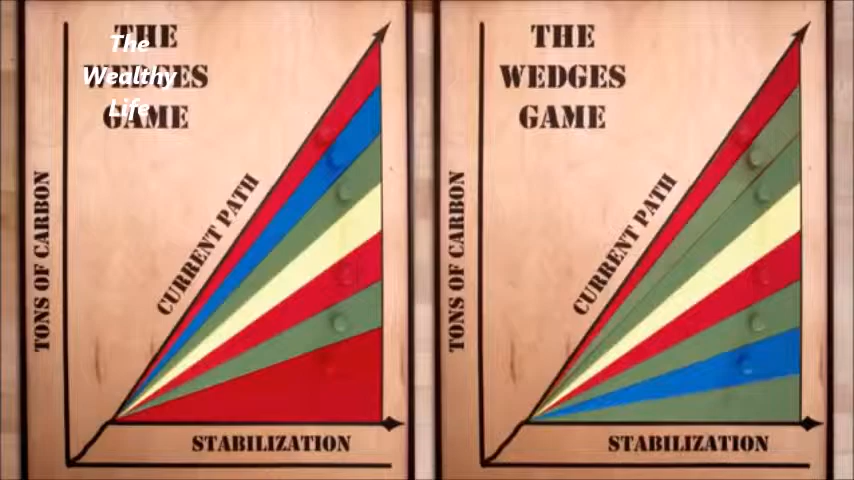 THE
WEDGES
GAME
The
Wealthy
Life
TONS OF CARBON
CURRENT PATH
STABILIZATION
THE
WEDGES
GAME
TONS OF CARBON
CURRENT PATH
STABILIZATION